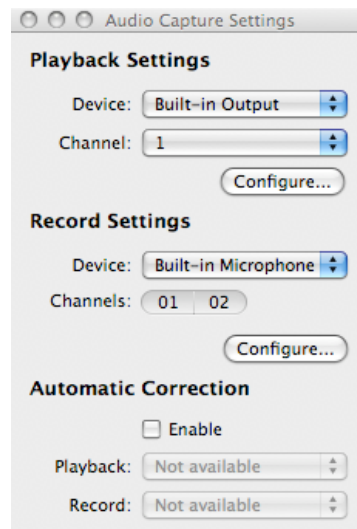 Audio Capture Settings
Playback Settings
Device: Built-in Output
Channel: 1
Configure...
Record Settings
Device: Built-in Microphone
Channels: 01 02
Configure...
Automatic Correction
Enable
Playback: Not available
Record: Not available